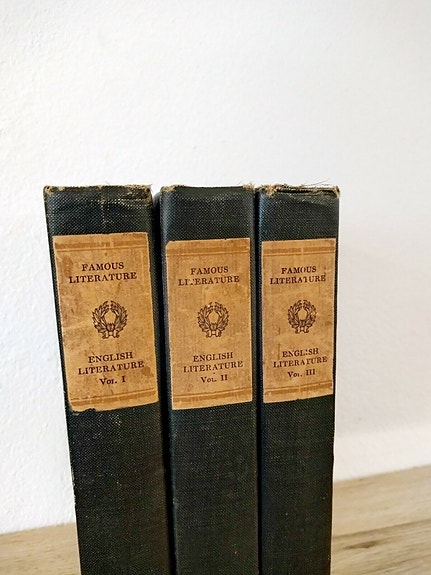 FAMOUS
LITERATURE
ENGLISH
LITERATURE
VOL. I
FAMOUS
LITERATURE
ENGLISH
LITERATURE
VOL. II
FAMOUS
LITERATURE
ENGLISH
LITERATURE
VOL. III